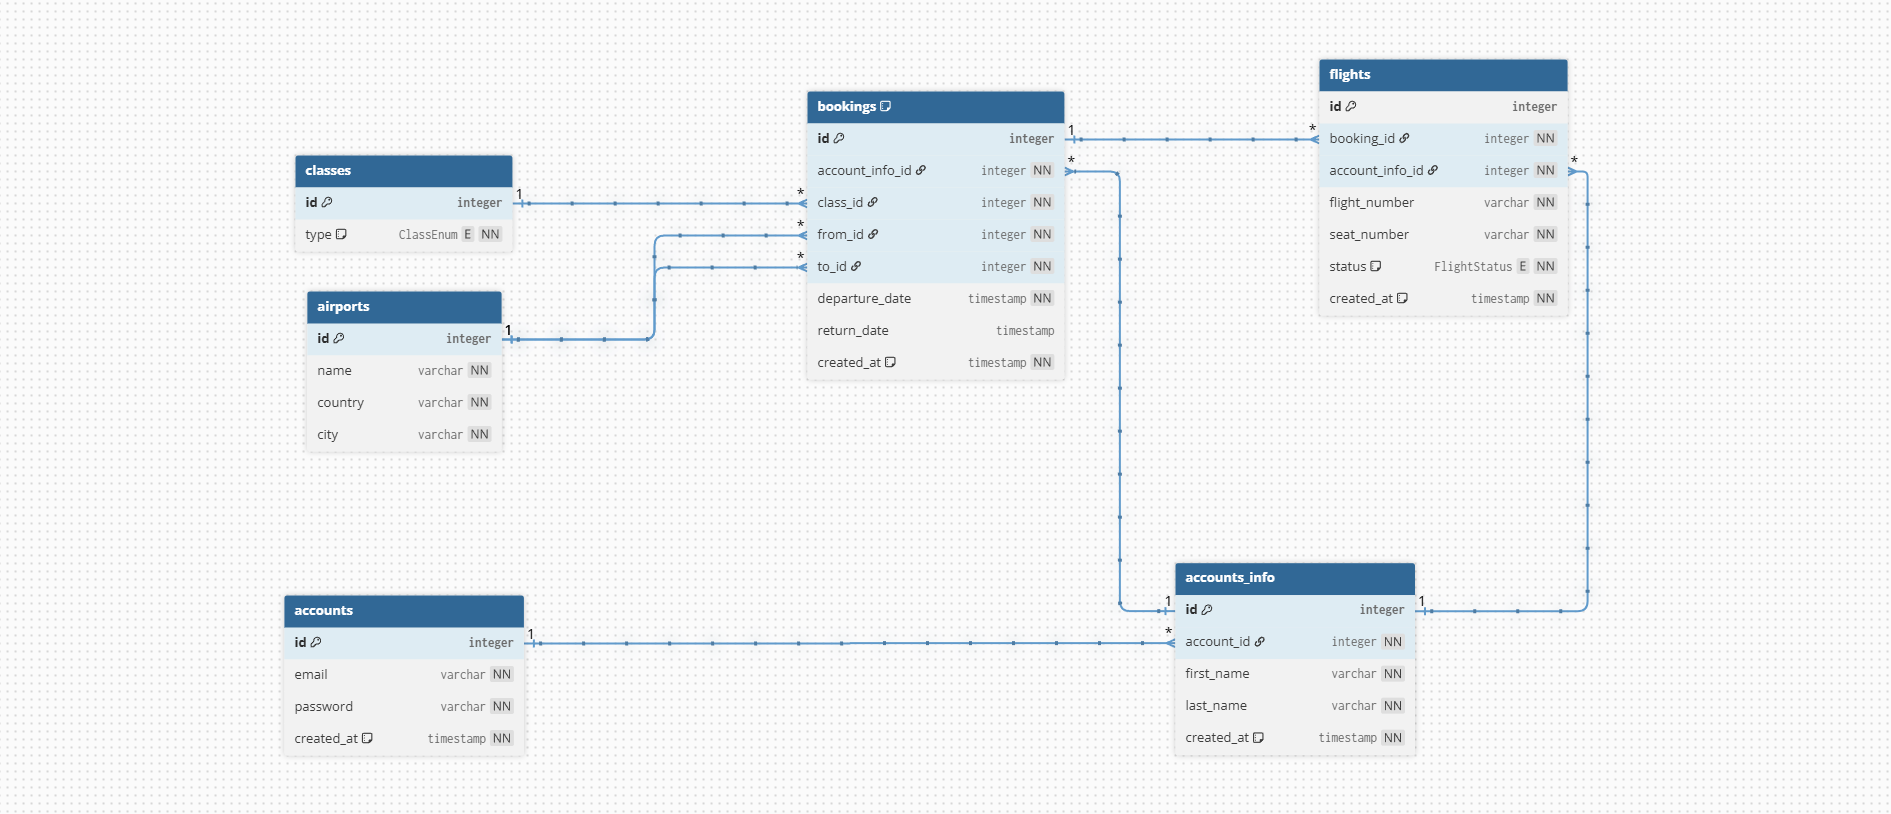 classes
id integer
type ClassEnum E NN
airports
id integer
name varchar NN
country varchar NN
city varchar NN
1
1
*
*
*
bookings
id integer
account_info_id integer NN
class_id integer NN
from_id integer NN
to_id integer NN
departure_date timestamp NN
return_date timestamp
created_at timestamp NN
1
*
*
flights
id integer
booking_id integer NN
account_info_id integer NN
flight_number varchar NN
seat_number varchar NN
status FlightStatus E NN
created_at timestamp NN
*
accounts
id integer
email varchar NN
password varchar NN
created_at timestamp NN
1
1
*
accounts_info
id integer
account_id integer NN
first_name varchar NN
last_name varchar NN
created_at timestamp NN
1